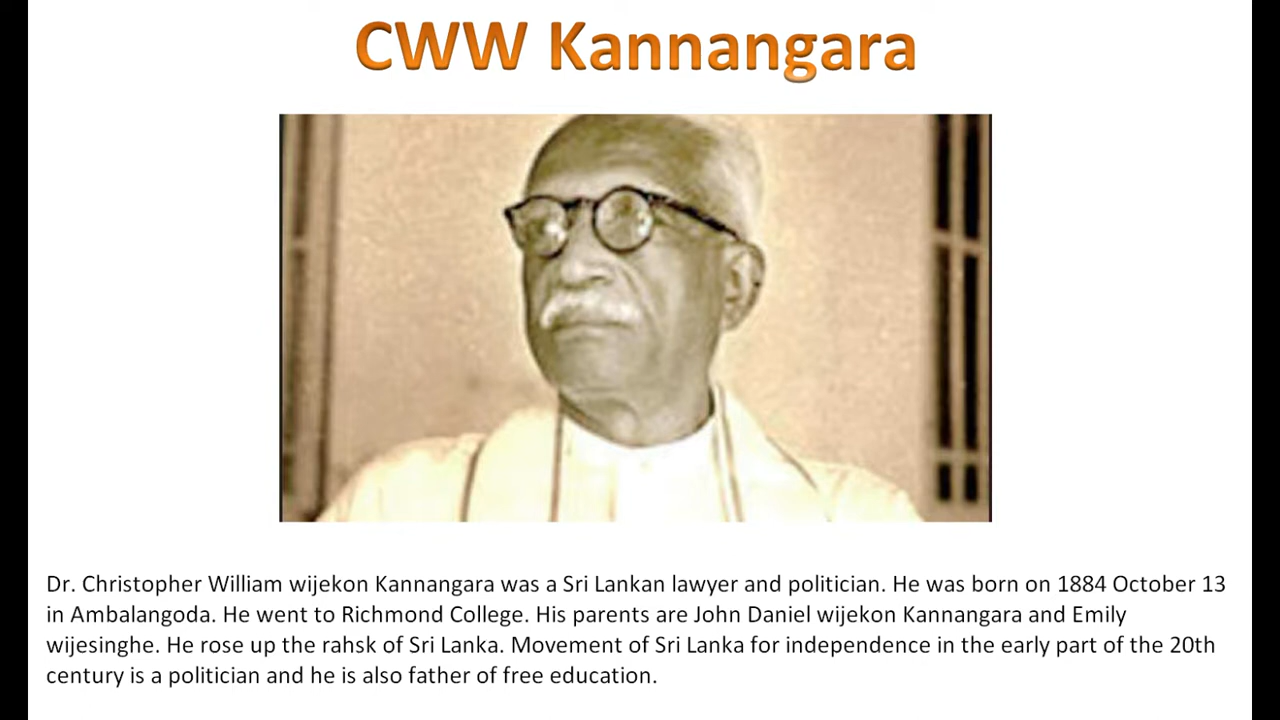 CWW Kannangara
Dr. Christopher William wijekon Kannangara was a Sri Lankan lawyer and politician. He was born on 1884 October 13
in Ambalangoda. He went to Richmond College. His parents are John Daniel wijekon Kannangara and Emily
wijesinghe. He rose up the rahsk of Sri Lanka. Movement of Sri Lanka for independence in the early part of the 20th
century is a politician and he is also father of free education.